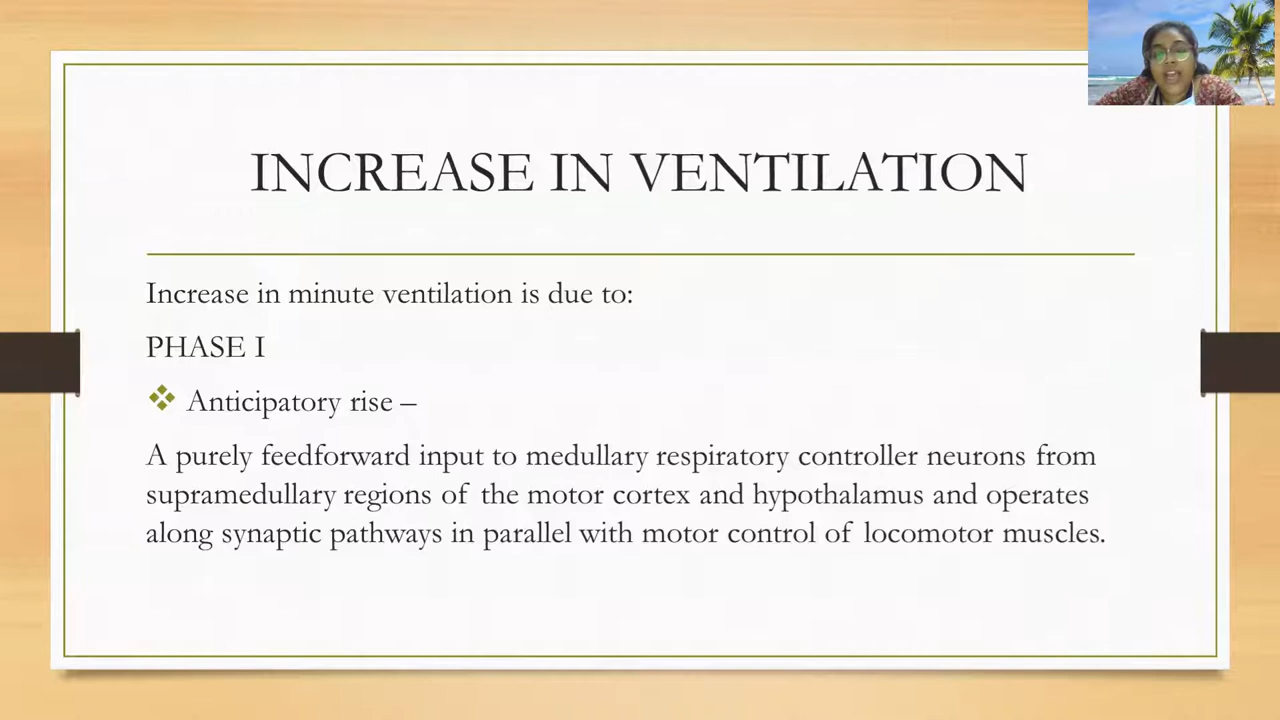 INCREASE IN VENTILATION
Increase in minute ventilation is due to:
PHASE I
Anticipatory rise –
A purely feedforward input to medullary respiratory controller neurons from
supramedullary regions of the motor cortex and hypothalamus and operates
along synaptic pathways in parallel with motor control of locomotor muscles.